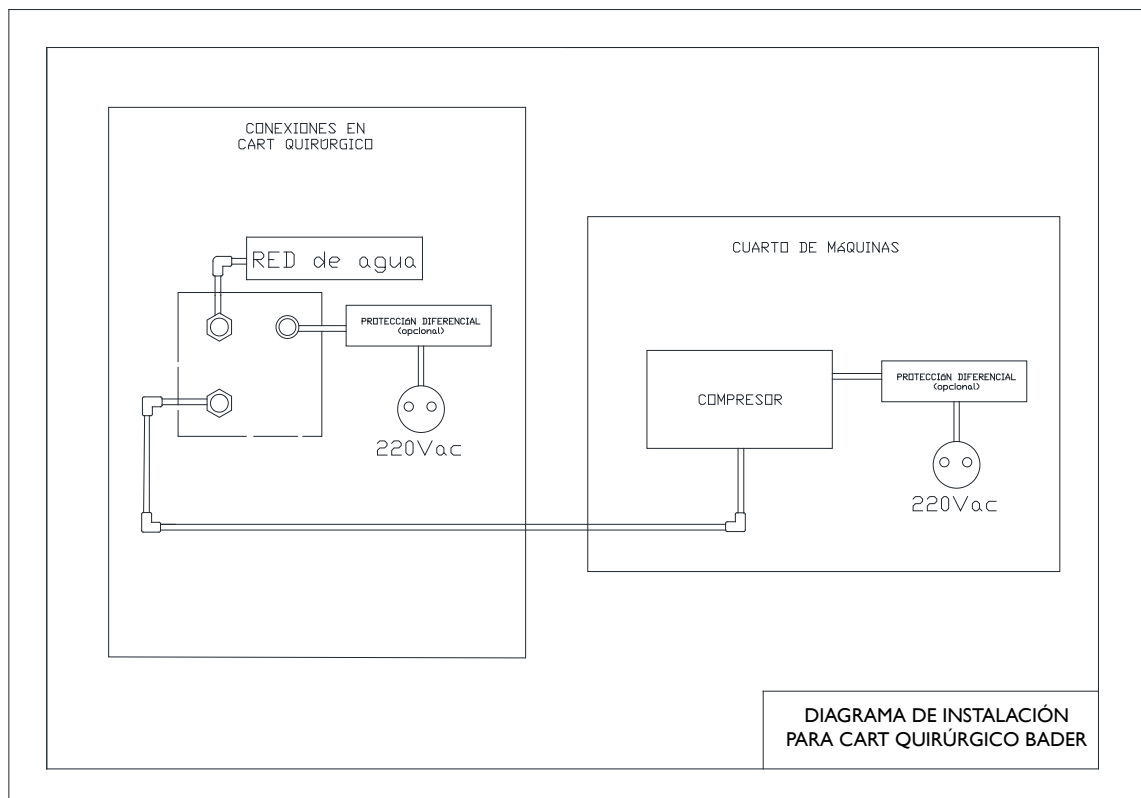 CONEXIONES EN
CART QUIRÚRGICO
RED de agua
PROTECCIÓN DIFERENCIAL
(opcional)
220Vac
CUARTO DE MáQUINAS
COMPRESOR
PROTECCIÓN DIFERENCIAL
(opcional)
220Vac
DIAGRAMA DE INSTALACIÓN
PARA CART QUIRÚRGICO BADER